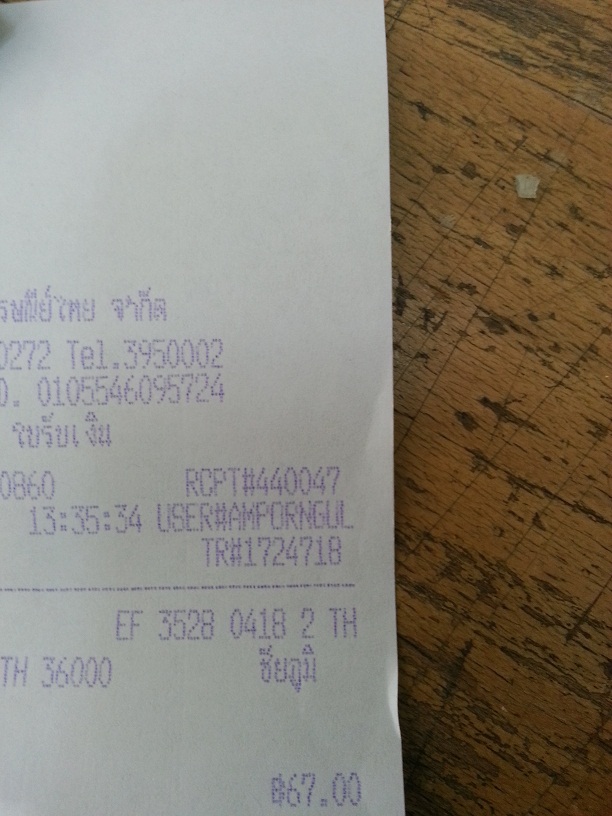 รษณีย์ไทย จำกัด
0272 Tel.3950002
0. 0105546095724
ใบรับเงิน
0860 RCPT#440047
13:35:34 USER#AMPORNGUL
TR#1724718
EF 3528 0418 2 TH
TH 36000 ชัยภูมิ
฿67.00